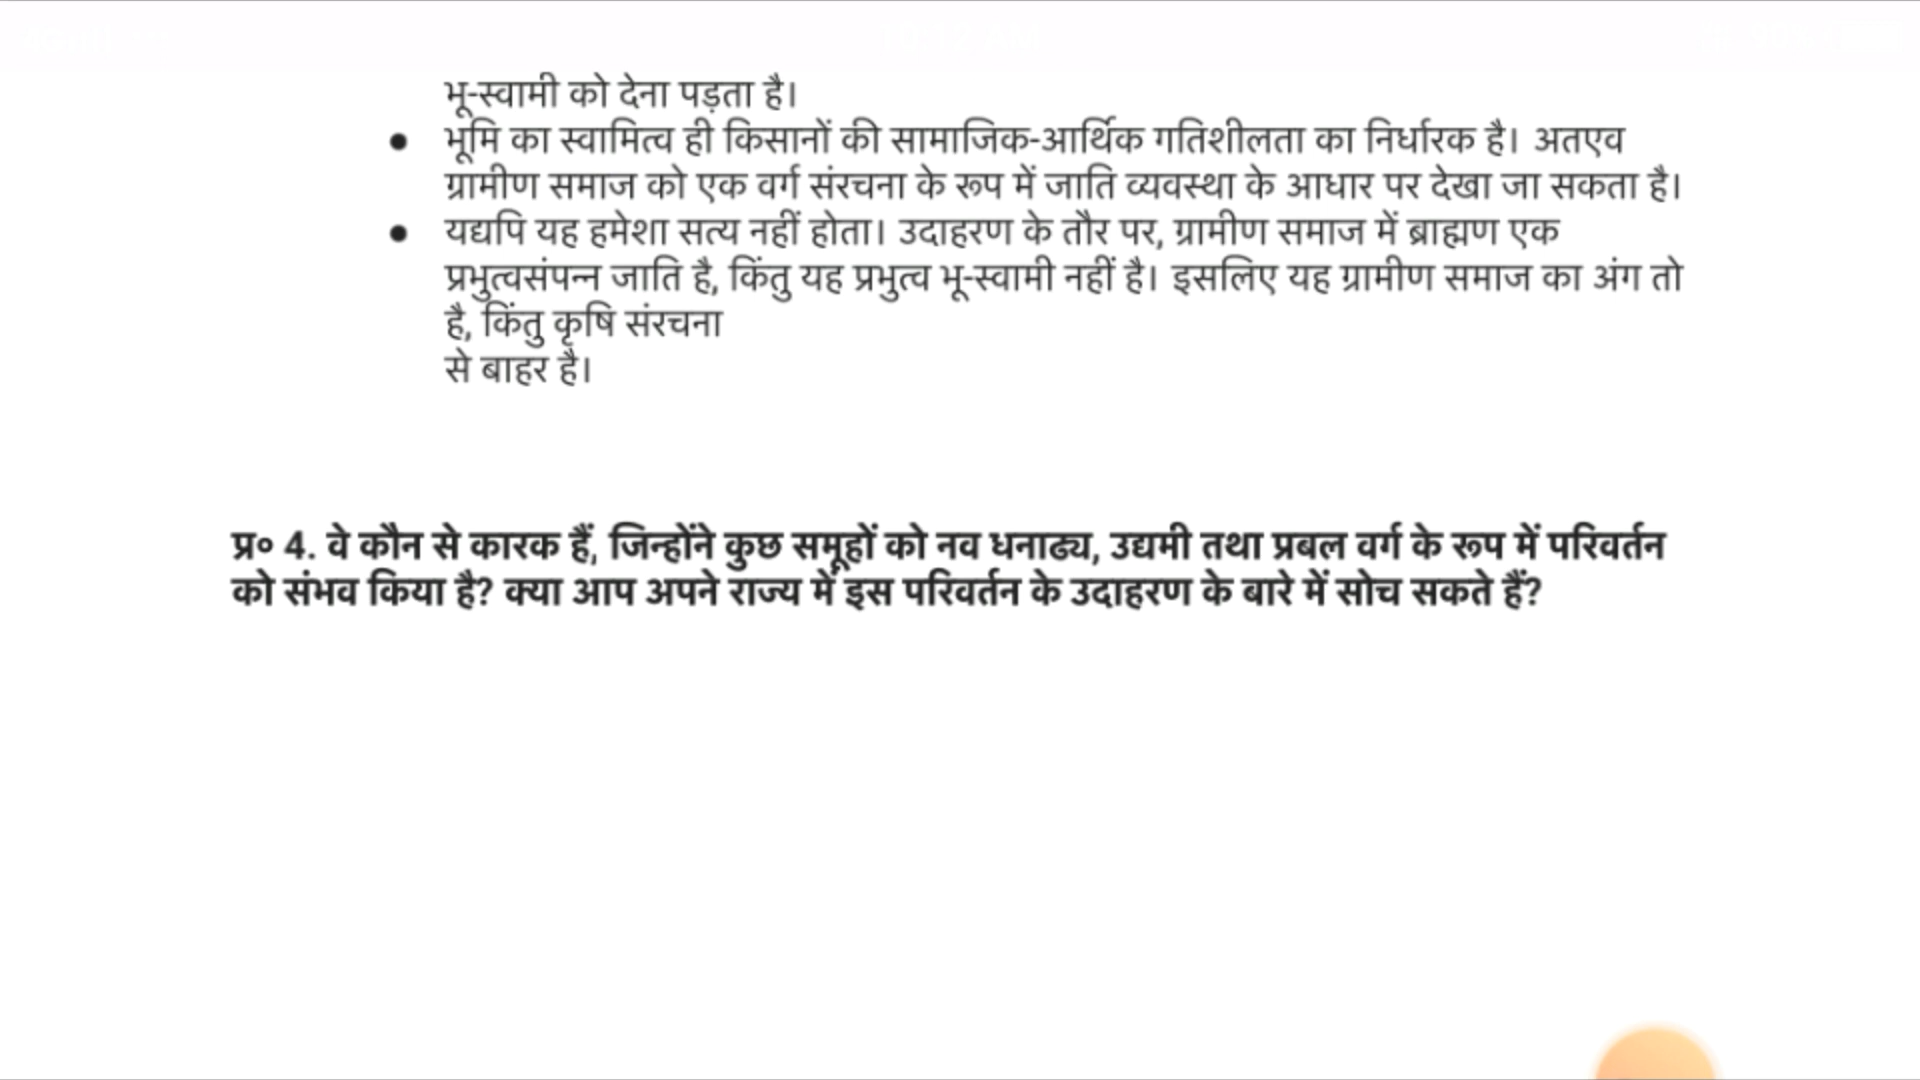 भू-स्वामी को देना पड़ता है।
● भूमि का स्वामित्व ही किसानों की सामाजिक-आर्थिक गतिशीलता का निर्धारक है। अतएव
ग्रामीण समाज को एक वर्ग संरचना के रूप में जाति व्यवस्था के आधार पर देखा जा सकता है।
● यद्यपि यह हमेशा सत्य नहीं होता। उदाहरण के तौर पर, ग्रामीण समाज में ब्राह्मण एक
प्रभुत्वसंपन्न जाति है, किंतु यह प्रभुत्व भू-स्वामी नहीं है। इसलिए यह ग्रामीण समाज का अंग तो
है, किंतु कृषि संरचना
से बाहर है।
प्र० 4. वे कौन से कारक हैं, जिन्होंने कुछ समूहों को नव धनाढ्य, उद्यमी तथा प्रबल वर्ग के रूप में परिवर्तन
को संभव किया है? क्या आप अपने राज्य में इस परिवर्तन के उदाहरण के बारे में सोच सकते हैं?